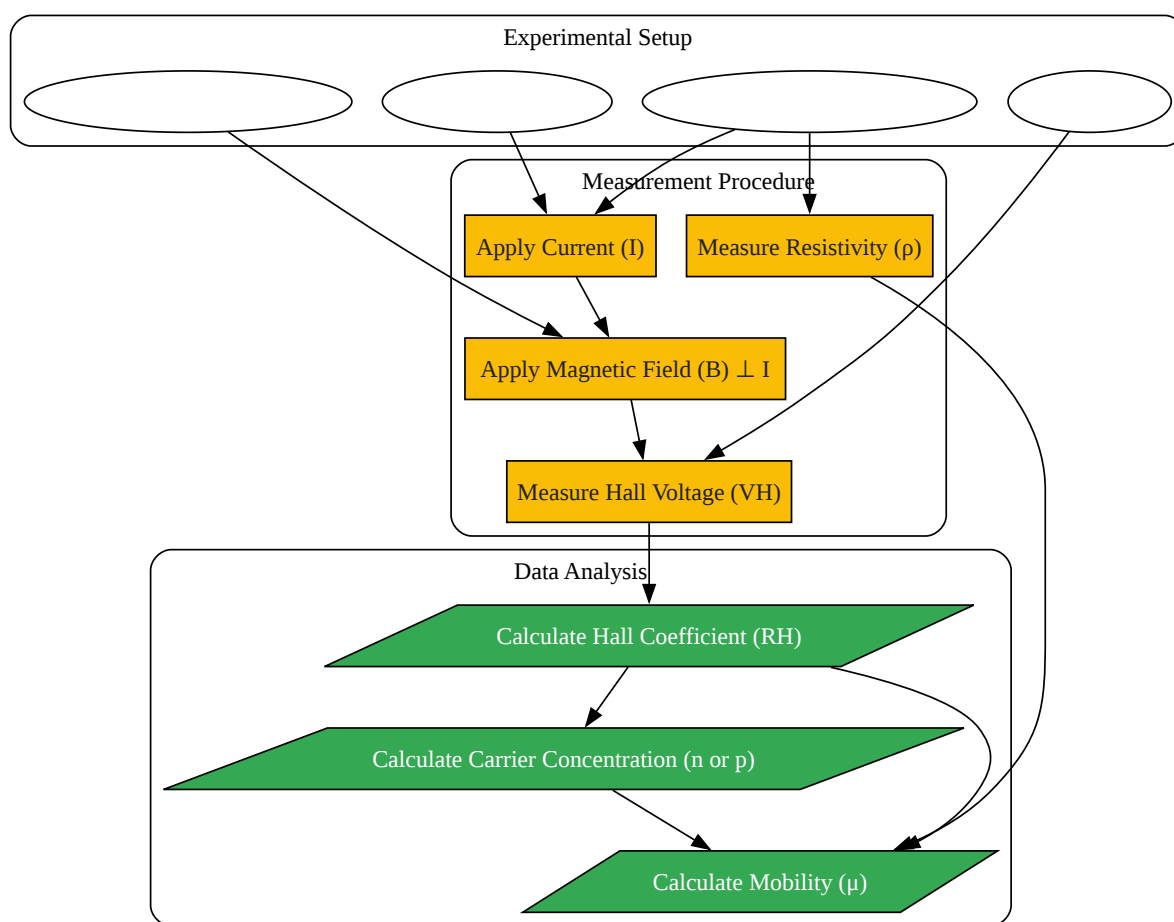 Experimental Setup
Measurement Procedure
Apply Current (I)
Measure Resistivity (ρ)
Apply Magnetic Field (B) ⊥ I
Measure Hall Voltage (VH)
Data Analysis
Calculate Hall Coefficient (RH)
Calculate Carrier Concentration (n or p)
Calculate Mobility (μ)